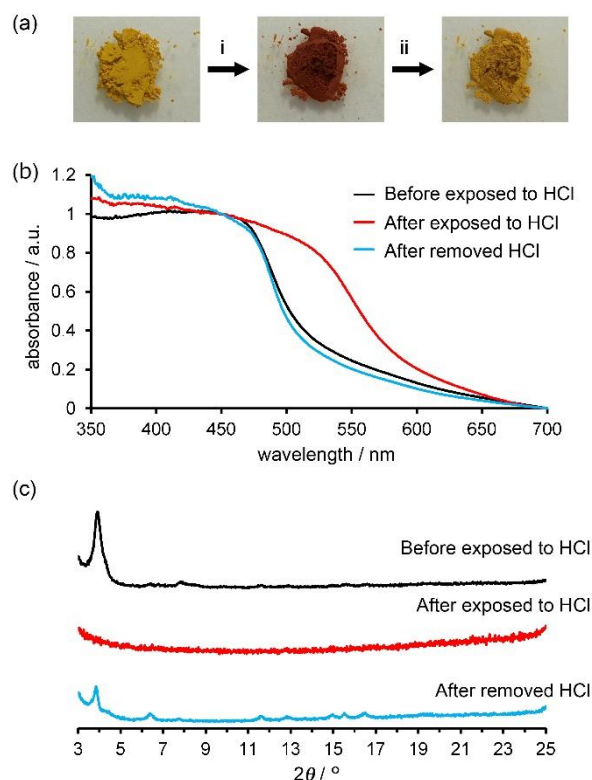 (a)
i
ii
(b)
1.2
1
0.8
0.6
0.4
0.2
0
absorbance / a.u.
Before exposed to HCl
After exposed to HCl
After removed HCl
350 400 450 500 550 600 650 700
wavelength / nm
(c)
Before exposed to HCl
After exposed to HCl
After removed HCl
3 5 7 9 11 13 15 17 19 21 23 25
2θ / °